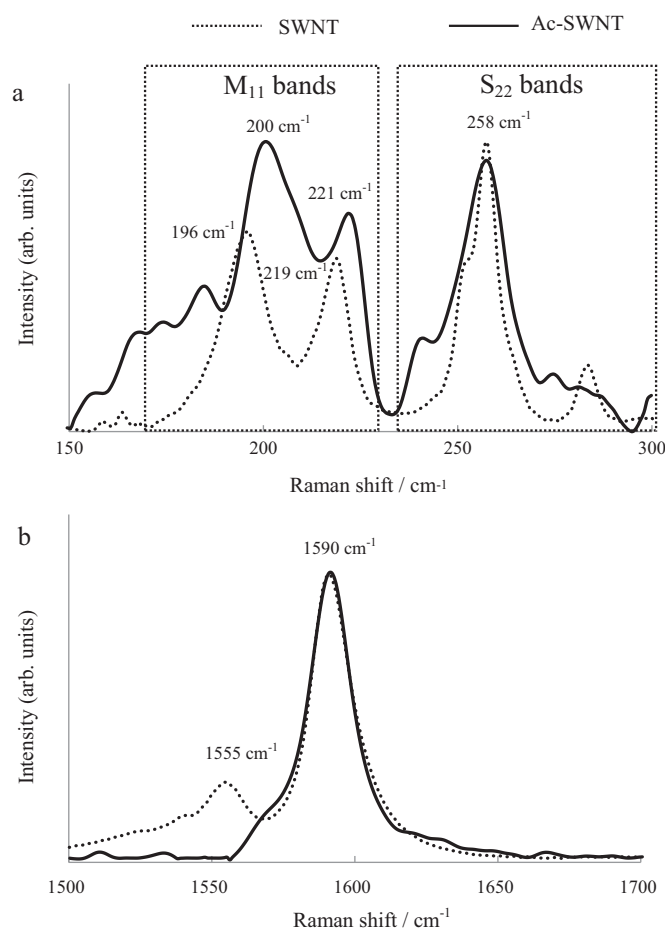 SWNT Ac-SWNT
a
M₁₁ bands S₂₂ bands
200 cm⁻¹ 258 cm⁻¹
221 cm⁻¹
196 cm⁻¹
219 cm⁻¹
Intensity (arb. units)
150 200 250 300
Raman shift / cm-1
b
1590 cm⁻¹
1555 cm⁻¹
Intensity (arb. units)
1500 1550 1600 1650 1700
Raman shift / cm⁻¹